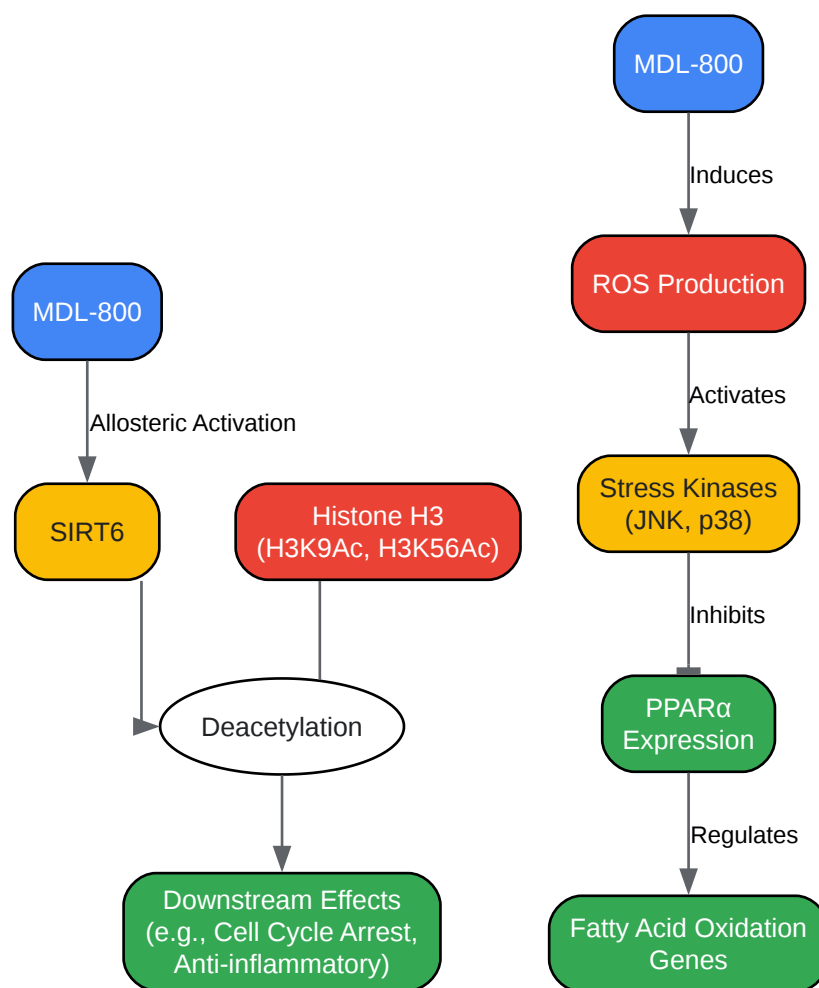 MDL-800
Allosteric Activation
SIRT6
Histone H3
(H3K9Ac, H3K56Ac)
Deacetylation
Downstream Effects
(e.g., Cell Cycle Arrest,
Anti-inflammatory)
MDL-800
Induces
ROS Production
Activates
Stress Kinases
(JNK, p38)
Inhibits
PPARα
Expression
Regulates
Fatty Acid Oxidation
Genes